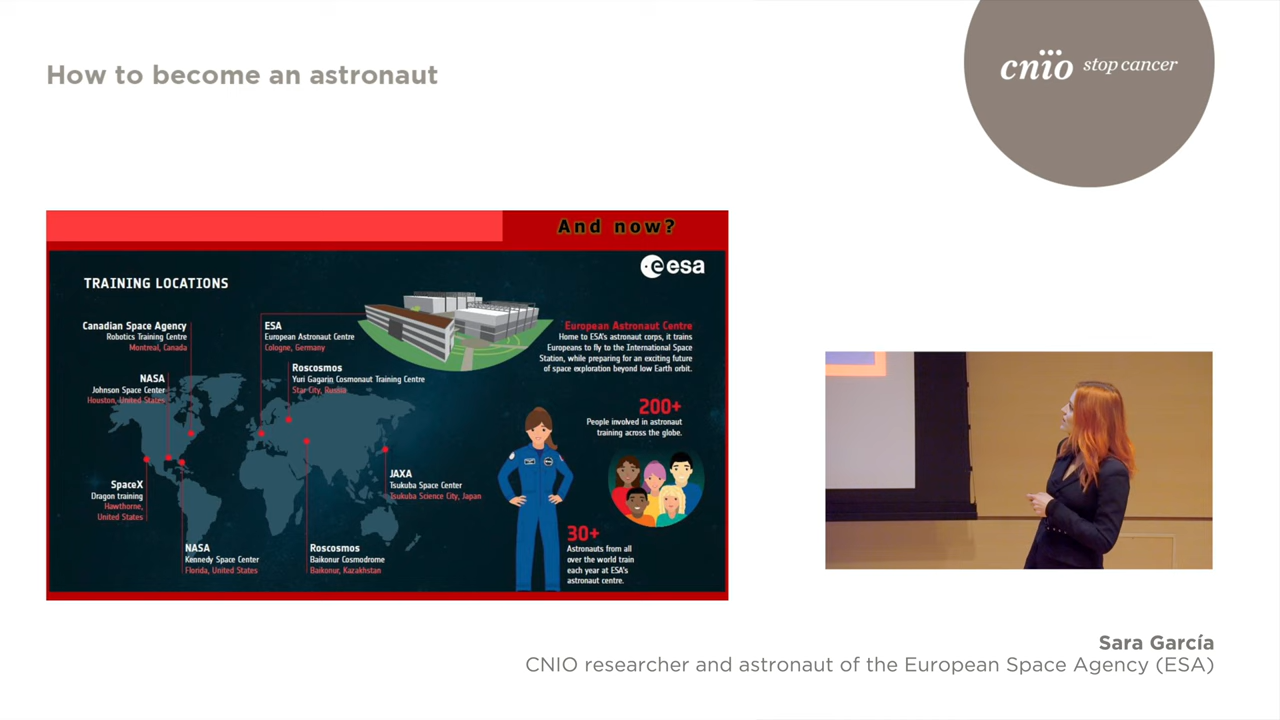 How to become an astronaut
cnio stop cancer
And now?
esa
TRAINING LOCATIONS
Canadian Space Agency
Robotics Training Centre
Montreal, Canada
ESA
European Astronaut Centre
Cologne, Germany
European Astronaut Centre
Home to ESA's astronaut corps, it trains
Europeans to fly to the International Space
Station, while preparing for an exciting future
of space exploration beyond low Earth orbit.
Roscosmos
Yuri Gagarin Cosmonaut Training Centre
Star City, Russia
NASA
Johnson Space Center
Houston, United States
200+
People involved in astronaut
training across the globe.
SpaceX
Dragon training
Hawthorne,
United States
JAXA
Tsukuba Space Center
Tsukuba Science City, Japan
NASA
Kennedy Space Center
Florida, United States
Roscosmos
Baikonur Cosmodrome
Baikonur, Kazakhstan
30+
Astronauts from all
over the world train
each year at ESA's
astronaut centre.
Sara García
CNIO researcher and astronaut of the European Space Agency (ESA)